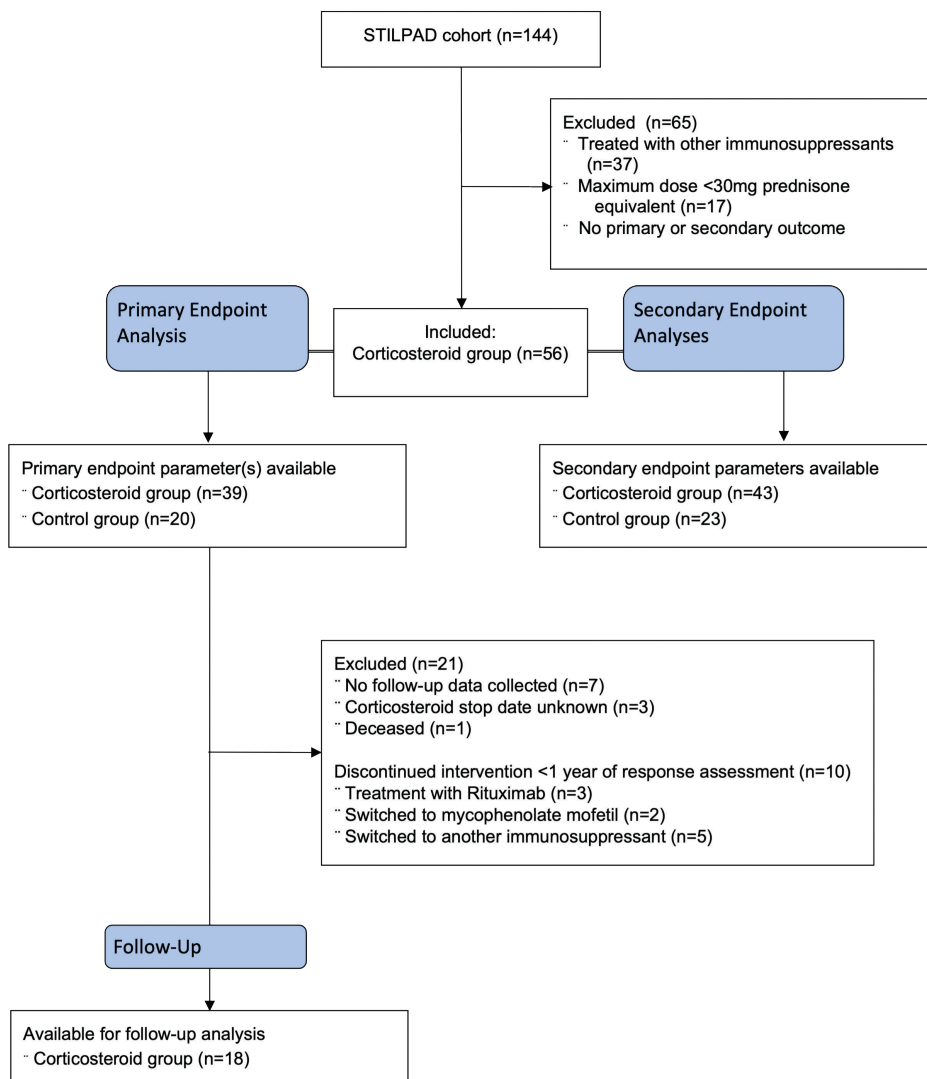 STILPAD cohort (n=144)
Excluded (n=65)
¨ Treated with other immunosuppressants
(n=37)
¨ Maximum dose <30mg prednisone
equivalent (n=17)
¨ No primary or secondary outcome
Primary Endpoint
Analysis
Included:
Corticosteroid group (n=56)
Secondary Endpoint
Analyses
Primary endpoint parameter(s) available
¨ Corticosteroid group (n=39)
¨ Control group (n=20)
Secondary endpoint parameters available
¨ Corticosteroid group (n=43)
¨ Control group (n=23)
Excluded (n=21)
¨ No follow-up data collected (n=7)
¨ Corticosteroid stop date unknown (n=3)
¨ Deceased (n=1)
Discontinued intervention <1 year of response assessment (n=10)
¨ Treatment with Rituximab (n=3)
¨ Switched to mycophenolate mofetil (n=2)
¨ Switched to another immunosuppressant (n=5)
Follow-Up
Available for follow-up analysis
¨ Corticosteroid group (n=18)